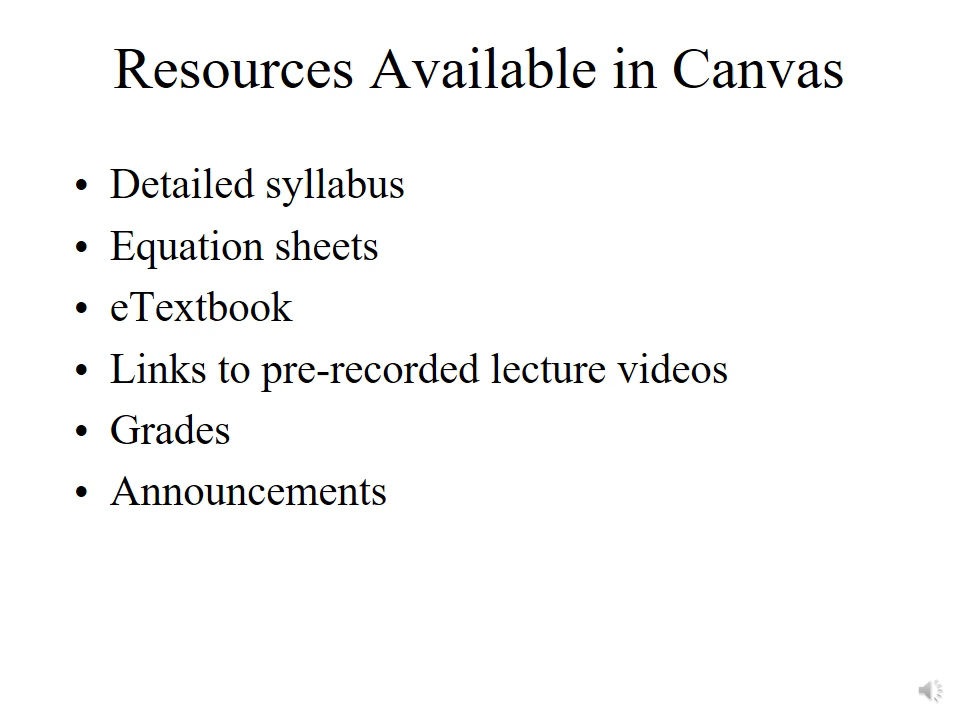 Resources Available in Canvas
• Detailed syllabus
• Equation sheets
• eTextbook
• Links to pre-recorded lecture videos
• Grades
• Announcements